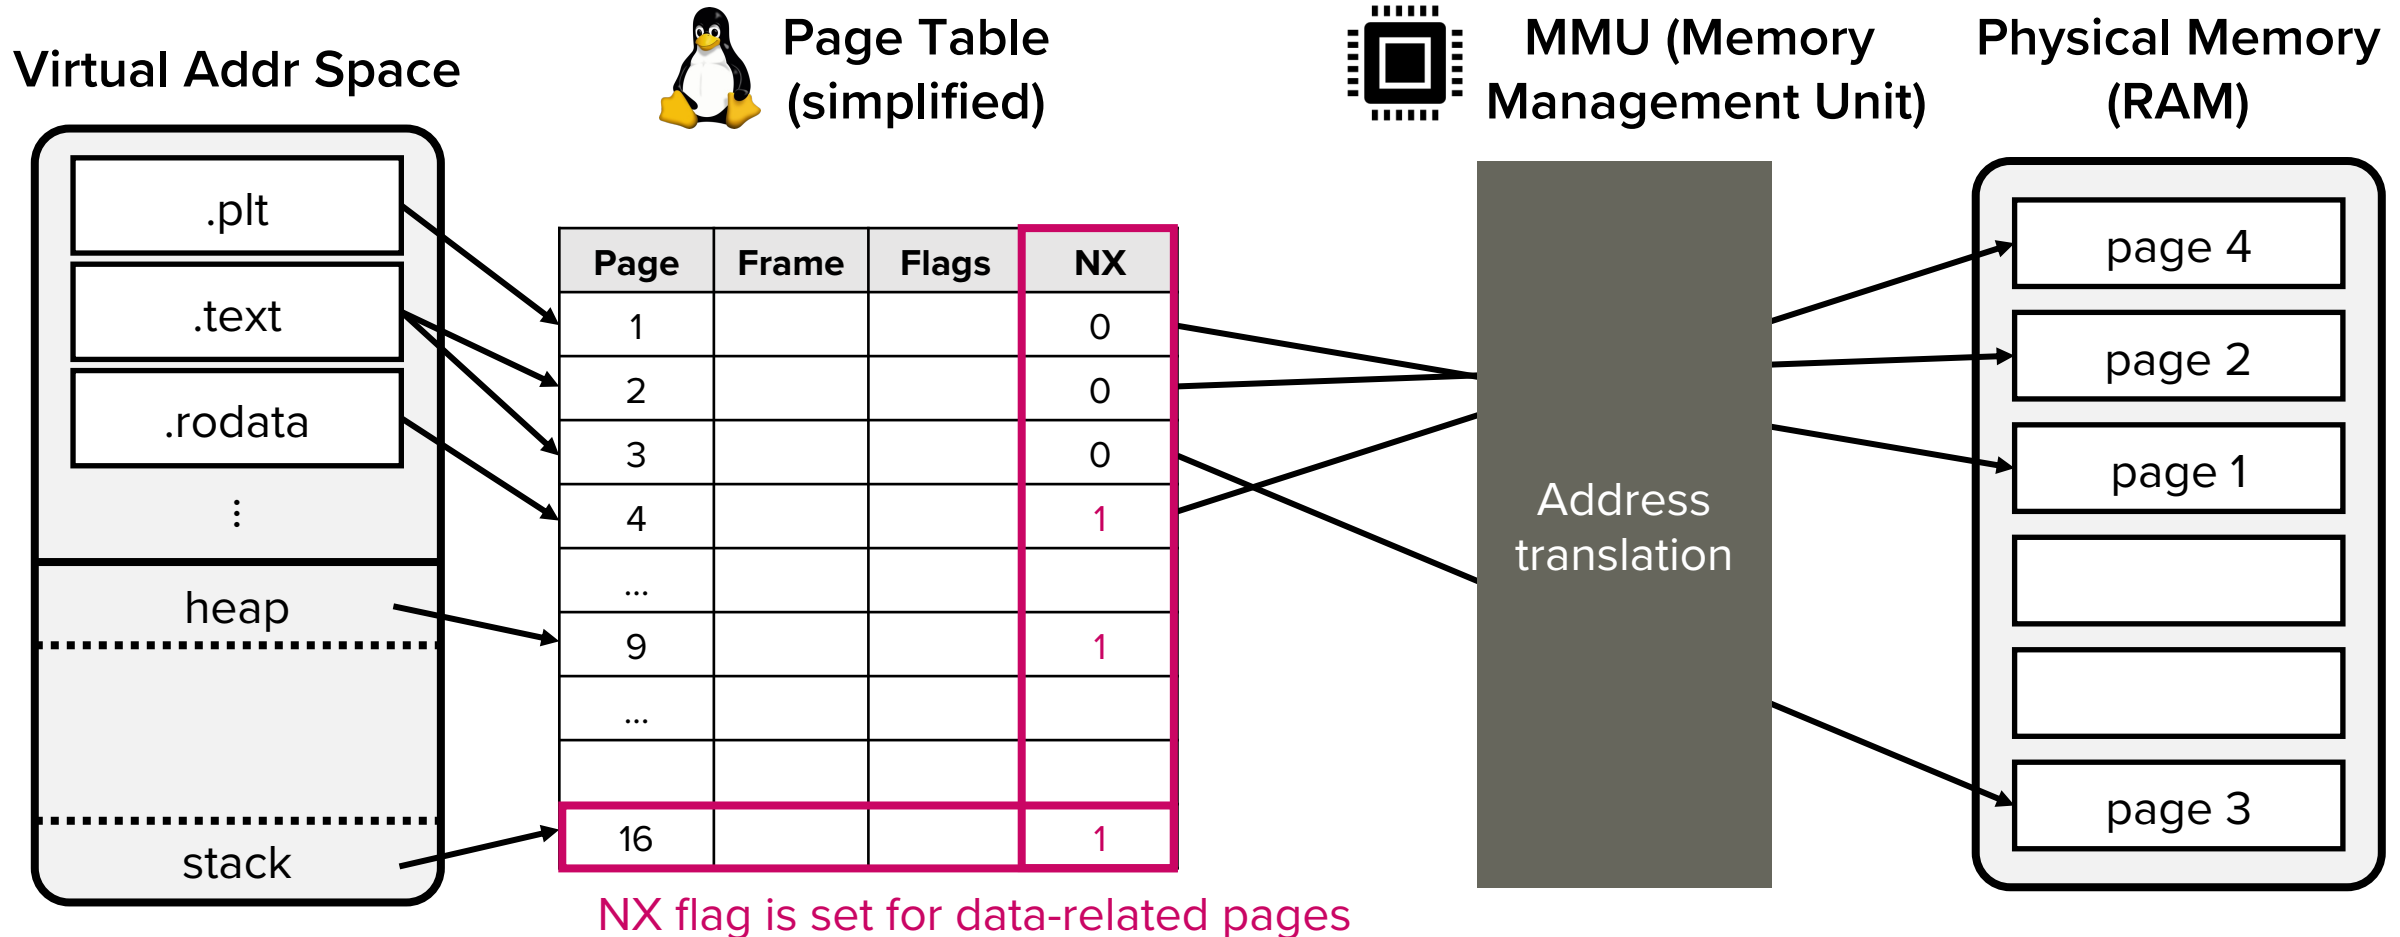 Virtual Addr Space
Page Table
(simplified)
MMU (Memory
Management Unit)
Physical Memory
(RAM)
.plt
.text
.rodata
⋮
heap
stack
Page Frame Flags NX
1 0
2 0
3 0
4 1
...
9 1
...
16 1
NX flag is set for data-related pages
Address
translation
page 4
page 2
page 1
page 3